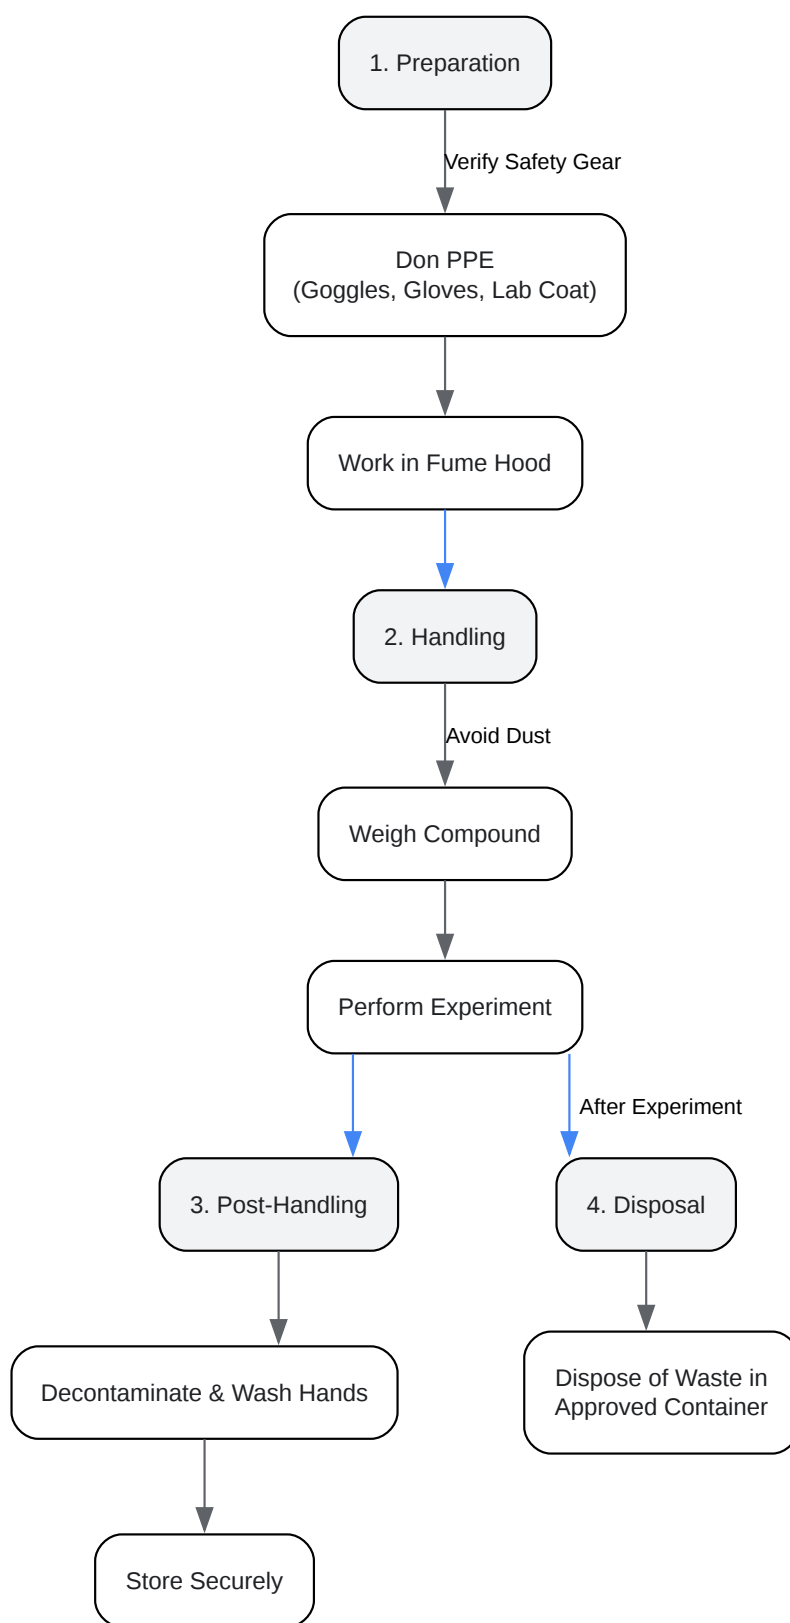 1. Preparation
Verify Safety Gear
Don PPE
(Goggles, Gloves, Lab Coat)
Work in Fume Hood
2. Handling
Avoid Dust
Weigh Compound
Perform Experiment
After Experiment
3. Post-Handling
4. Disposal
Decontaminate & Wash Hands
Dispose of Waste in
Approved Container
Store Securely